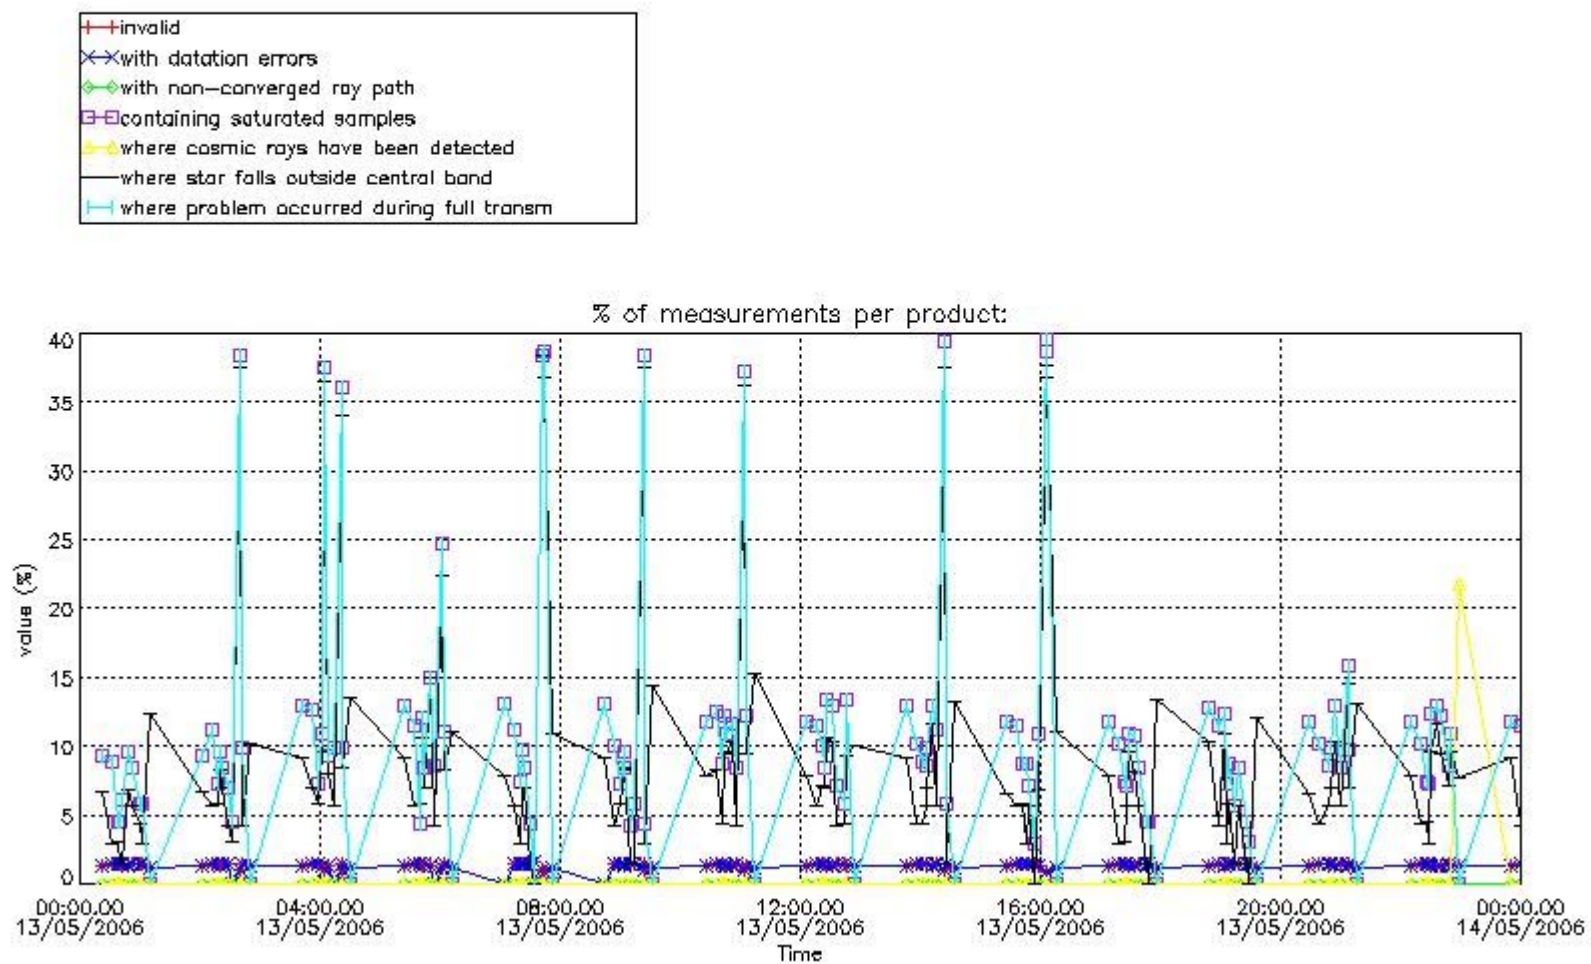 invalid
with datation errors
with non-converged ray path
containing saturated samples
where cosmic rays have been detected
where star falls outside central band
where problem occurred during full transm
% of measurements per product:
40
35
30
25
20
15
10
5
0
value (%)
00:00:00 04:00:00 08:00:00 12:00:00 16:00:00 20:00:00 00:00:00
13/05/2006 13/05/2006 13/05/2006 13/05/2006 13/05/2006 13/05/2006 14/05/2006
Time